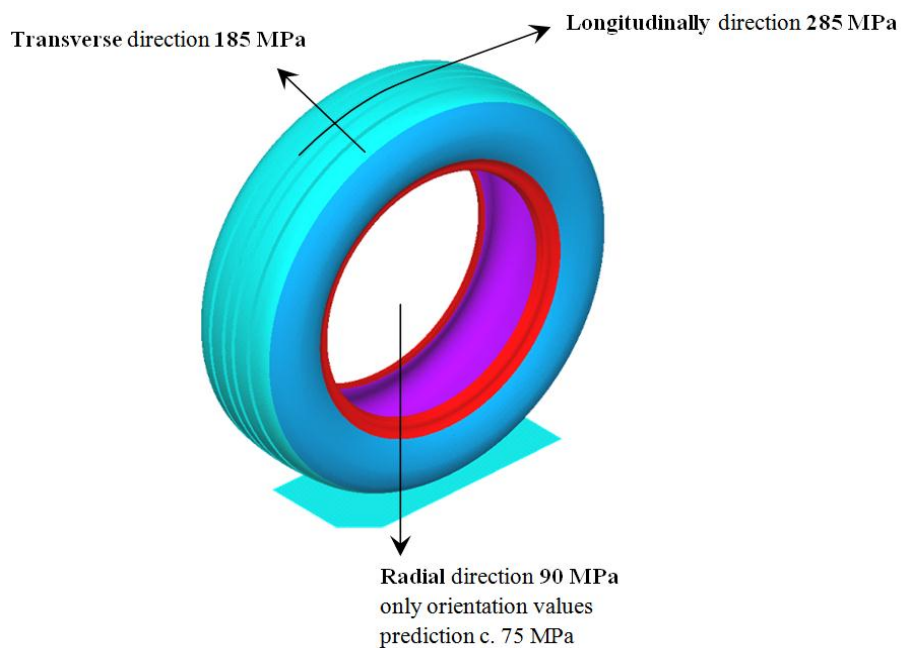 Longitudinally direction 285 MPa
Transverse direction 185 MPa
Radial direction 90 MPa
only orientation values
prediction c. 75 MPa